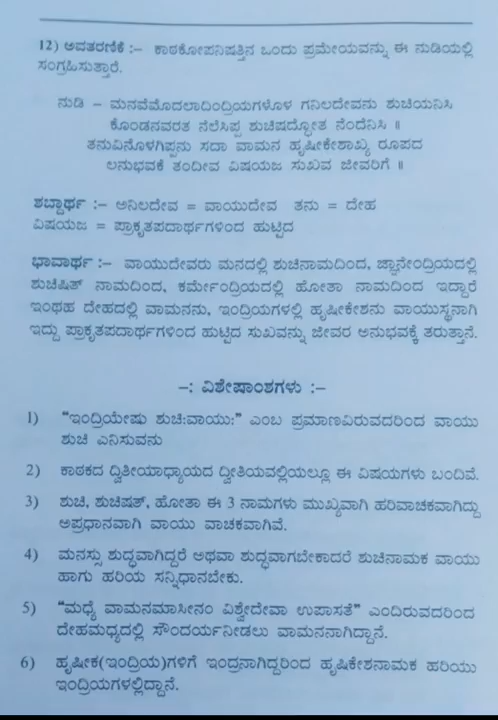 12) ಅವತರಣಿಕೆ :– ಕಾಠಕೋಪನಿಷತ್ತಿನ ಒಂದು ಪ್ರಮೇಯವನ್ನು ಈ ನುಡಿಯಲ್ಲಿ
ಸಂಗ್ರಹಿಸುತ್ತಾರೆ.
ನುಡಿ – ಮನವೆಮೊದಲಾದಿಂದ್ರಿಯಗಳೊಳ ಗನಿಲದೇವನು ಶುಚಿಯನಿಸಿ
ಕೊಂಡನವರತ ನೆಲೆಸಿಪ್ಪ ಶುಚಿಷದ್ಧೋತ ನೆಂದೆನಿಸಿ ॥
ತನುವಿನೊಳಗಿಪ್ಪನು ಸದಾ ವಾಮನ ಹೃಷೀಕೇಶಾಖ್ಯ ರೂಪದ
ಲನುಭವಕೆ ತಂದೀವ ವಿಷಯಜ ಸುಖವ ಜೀವರಿಗೆ ॥
ಶಬ್ದಾರ್ಥ :– ಅನಿಲದೇವ = ವಾಯುದೇವ ತನು = ದೇಹ
ವಿಷಯಜ = ಪ್ರಾಕೃತಪದಾರ್ಥಗಳಿಂದ ಹುಟ್ಟಿದ
ಭಾವಾರ್ಥ :– ವಾಯುದೇವರು ಮನದಲ್ಲಿ ಶುಚಿನಾಮದಿಂದ, ಜ್ಞಾನೇಂದ್ರಿಯದಲ್ಲಿ
ಶುಚಿಷಿತ್ ನಾಮದಿಂದ, ಕರ್ಮೇಂದ್ರಿಯದಲ್ಲಿ ಹೋತಾ ನಾಮದಿಂದ ಇದ್ದಾರೆ
ಇಂಥಹ ದೇಹದಲ್ಲಿ ವಾಮನನು, ಇಂದ್ರಿಯಗಳಲ್ಲಿ ಹೃಷಿಕೇಶನು ವಾಯುಸ್ಥನಾಗಿ
ಇದ್ದು ಪ್ರಾಕೃತಪದಾರ್ಥಗಳಿಂದ ಹುಟ್ಟಿದ ಸುಖವನ್ನು ಜೀವರ ಅನುಭವಕ್ಕೆ ತರುತ್ತಾನೆ.
–: ವಿಶೇಷಾಂಶಗಳು :–
1) “ಇಂದ್ರಿಯೇಷು ಶುಚಿ:ವಾಯು:” ಎಂಬ ಪ್ರಮಾಣವಿರುವದರಿಂದ ವಾಯು
ಶುಚಿ ಎನಿಸುವನು
2) ಕಾಠಕದ ದ್ವಿತೀಯಾಧ್ಯಾಯದ ದ್ವಿತೀಯವಲ್ಲಿಯಲ್ಲೂ ಈ ವಿಷಯಗಳು ಬಂದಿವೆ.
3) ಶುಚಿ, ಶುಚಿಷತ್, ಹೋತಾ ಈ 3 ನಾಮಗಳು ಮುಖ್ಯವಾಗಿ ಹರಿವಾಚಕವಾಗಿದ್ದು
ಅಪ್ರಧಾನವಾಗಿ ವಾಯು ವಾಚಕವಾಗಿವೆ.
4) ಮನಸ್ಸು ಶುದ್ಧವಾಗಿದ್ದರೆ ಅಥವಾ ಶುದ್ಧವಾಗಬೇಕಾದರೆ ಶುಚಿನಾಮಕ ವಾಯು
ಹಾಗು ಹರಿಯ ಸನ್ನಿಧಾನಬೇಕು.
5) “ಮಧ್ಯೆ ವಾಮನಮಾಸೀನಂ ವಿಶ್ವೇದೇವಾ ಉಪಾಸತೆ” ಎಂದಿರುವದರಿಂದ
ದೇಹಮಧ್ಯದಲ್ಲಿ ಸೌಂದರ್ಯನೀಡಲು ವಾಮನನಾಗಿದ್ದಾನೆ.
6) ಹೃಷೀಕ(ಇಂದ್ರಿಯ)ಗಳಿಗೆ ಇಂದ್ರನಾಗಿದ್ದರಿಂದ ಹೃಷಿಕೇಶನಾಮಕ ಹರಿಯು
ಇಂದ್ರಿಯಗಳಲ್ಲಿದ್ದಾನೆ.